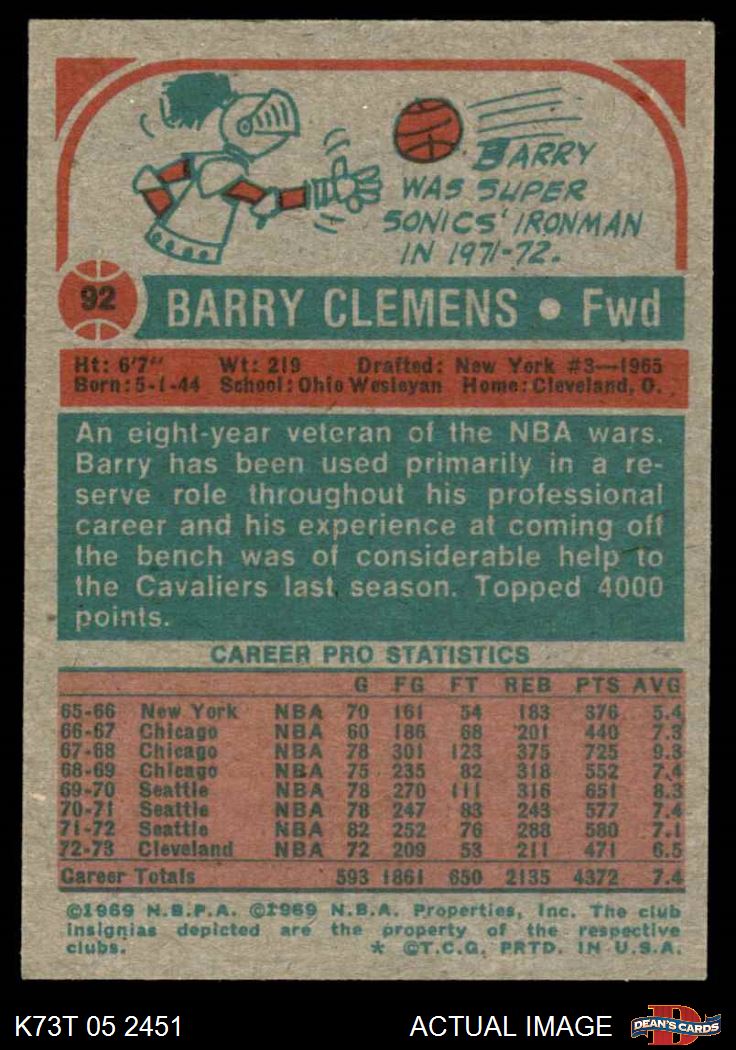 BARRY
WAS SUPER
SONICS' IRONMAN
IN 1971-72.
92
BARRY CLEMENS • Fwd
Ht: 6'7" Wt: 219 Drafted: New York #3—1965
Born: 5-1-44 School: Ohio Wesleyan Home: Cleveland, O.
An eight-year veteran of the NBA wars.
Barry has been used primarily in a re-
serve role throughout his professional
career and his experience at coming off
the bench was of considerable help to
the Cavaliers last season. Topped 4000
points.
CAREER PRO STATISTICS
G FG FT REB PTS AVG
65-66 New York NBA 70 161 54 183 376 5.4
66-67 Chicago NBA 60 186 68 201 440 7.3
67-68 Chicago NBA 78 301 123 375 725 9.3
68-69 Chicago NBA 75 235 82 318 552 7.4
69-70 Seattle NBA 78 270 111 316 651 8.3
70-71 Seattle NBA 78 247 83 243 577 7.4
71-72 Seattle NBA 82 252 76 288 580 7.1
72-73 Cleveland NBA 72 209 53 211 471 6.5
Career Totals 593 1861 650 2135 4372 7.4
©1969 N.B.P.A. ©1969 N.B.A. Properties, Inc. The club
insignias depicted are the property of the respective
clubs. * ©T.C.G. PRTD. IN U.S.A.
K73T 05 2451 ACTUAL IMAGE D DEAN'S CARDS